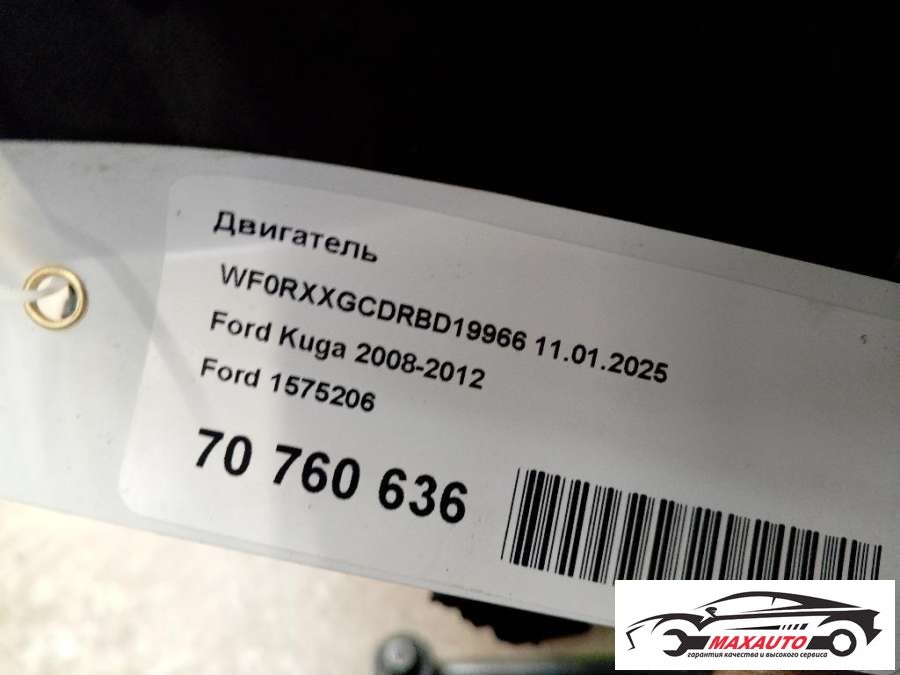 Двигатель
WF0RXXGCDRBD19966 11.01.2025
Ford Kuga 2008-2012
Ford 1575206
70 760 636
MAXAUTO
гарантия качества и высокого сервиса